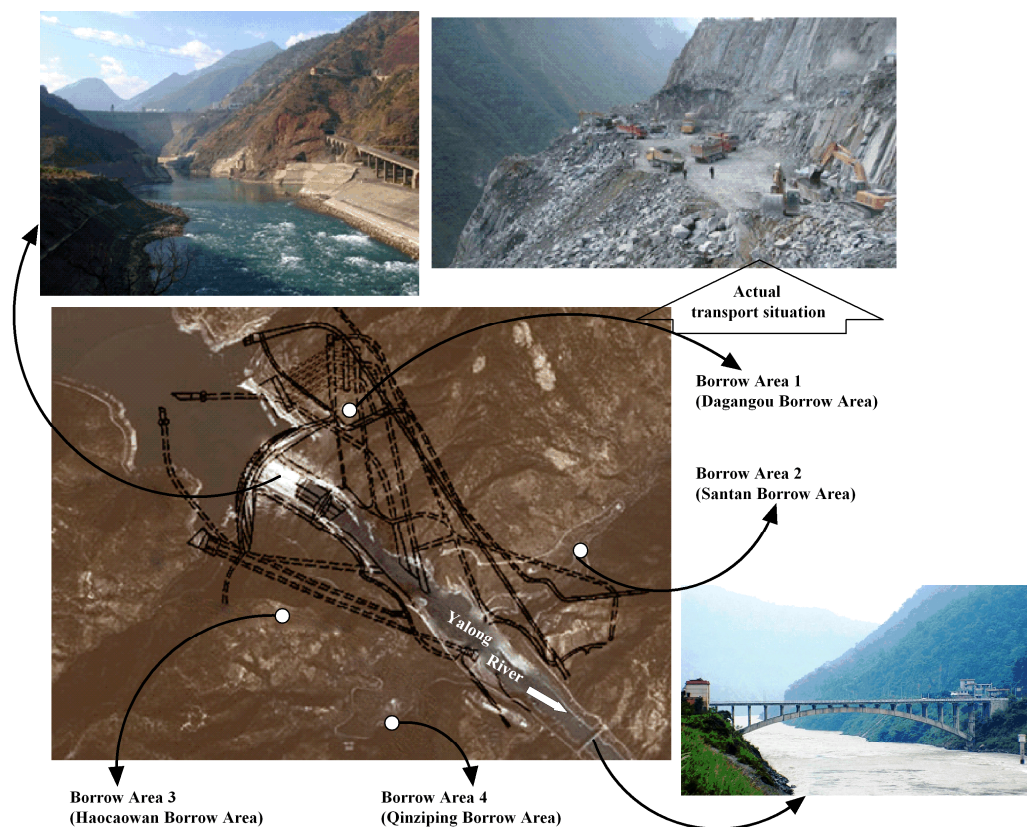 Actual
transport situation
Borrow Area 1
(Dagangou Borrow Area)
Borrow Area 2
(Santan Borrow Area)
Yalong
River
Borrow Area 3
(Haocaowan Borrow Area)
Borrow Area 4
(Qinziping Borrow Area)